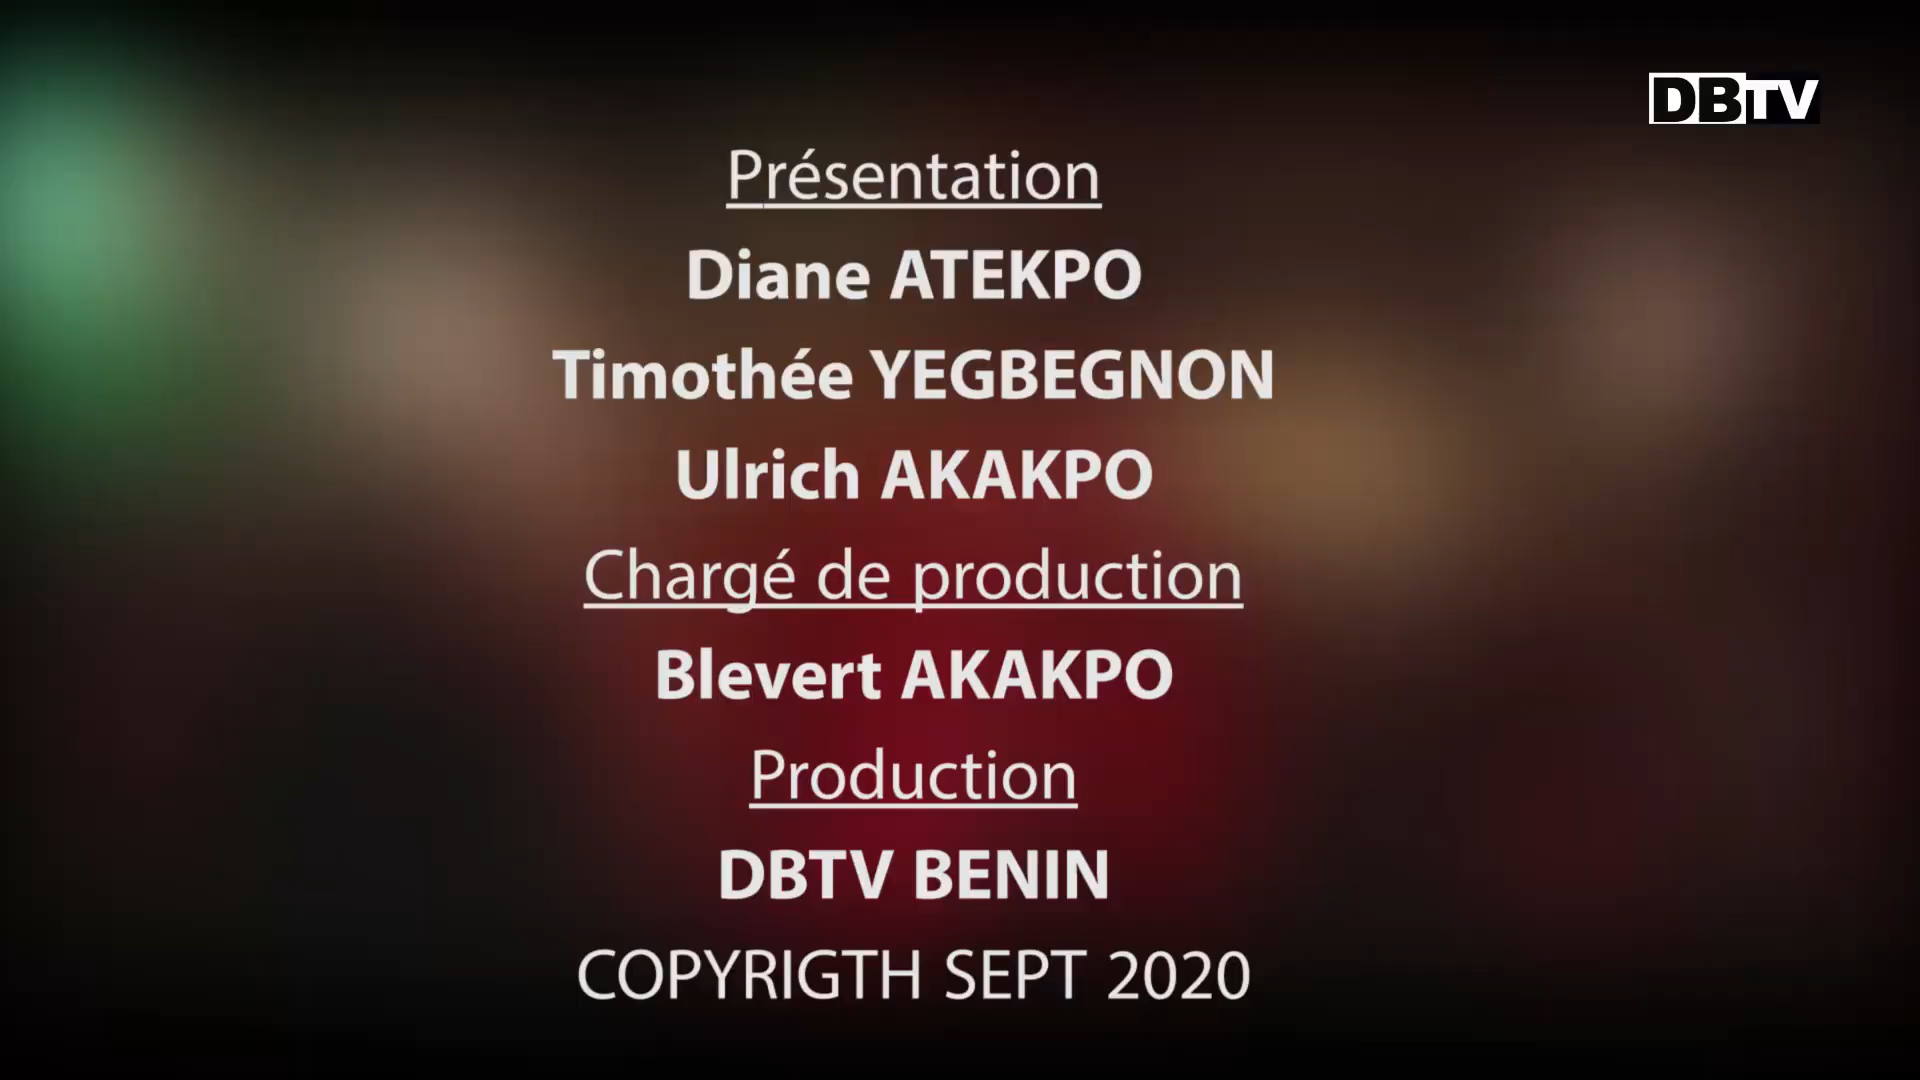 DBTV
Présentation
Diane ATEKPO
Timothée YEGBEGNON
Ulrich AKAKPO
Chargé de production
Blevert AKAKPO
Production
DBTV BENIN
COPYRIGTH SEPT 2020